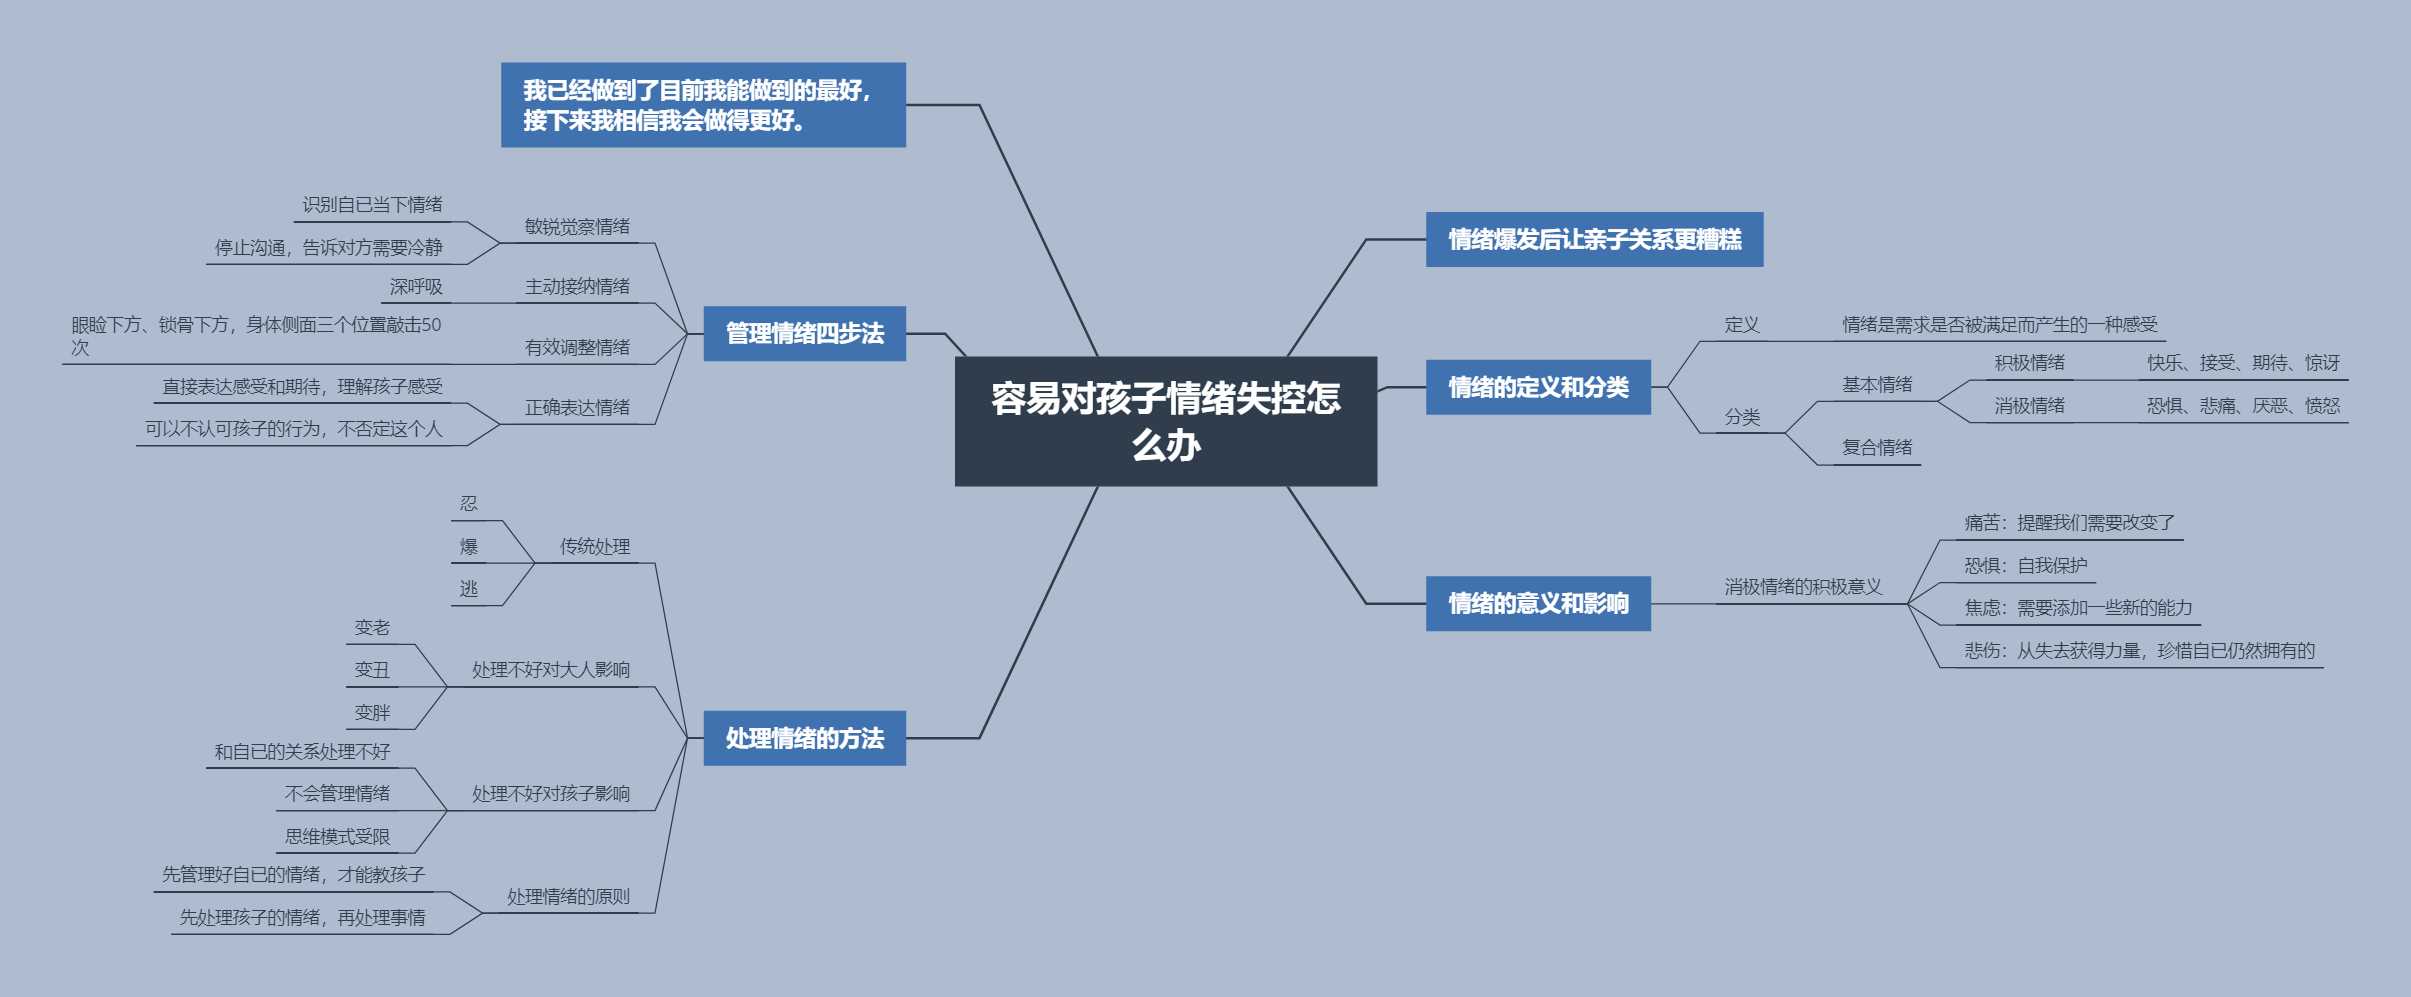 容易对孩子情绪失控怎
么办
情绪爆发后让亲子关系更糟糕
情绪的定义和分类
定义
情绪是需求是否被满足而产生的一种感受
分类
基本情绪
积极情绪
快乐、接受、期待、惊讶
消极情绪
恐惧、悲痛、厌恶、愤怒
复合情绪
情绪的意义和影响
消极情绪的积极意义
痛苦：提醒我们需要改变了
恐惧：自我保护
焦虑：需要添加一些新的能力
悲伤：从失去获得力量，珍惜自已仍然拥有的
处理情绪的方法
传统处理
忍
爆
逃
处理不好对大人影响
变老
变丑
变胖
处理不好对孩子影响
和自已的关系处理不好
不会管理情绪
思维模式受限
处理情绪的原则
先管理好自已的情绪，才能教孩子
先处理孩子的情绪，再处理事情
管理情绪四步法
敏锐觉察情绪
识别自已当下情绪
停止沟通，告诉对方需要冷静
主动接纳情绪
深呼吸
有效调整情绪
眼睑下方、锁骨下方，身体侧面三个位置敲击50
次
正确表达情绪
直接表达感受和期待，理解孩子感受
可以不认可孩子的行为，不否定这个人
我已经做到了目前我能做到的最好，
接下来我相信我会做得更好。